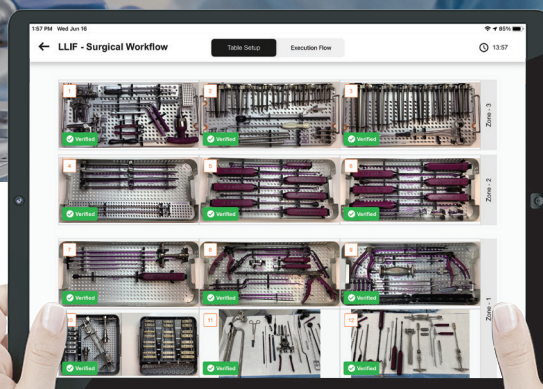 1:57 PM Wed Jun 16
85%
← LLIF - Surgical Workflow
Table Setup
Execution Flow
13:57
1
2
3
Verified
Verified
Verified
Zone - 3
4
5
6
Verified
Verified
Verified
Zone - 2
7
8
9
Verified
Verified
Verified
Zone - 1
10
11
12
Verified
Verified
Verified